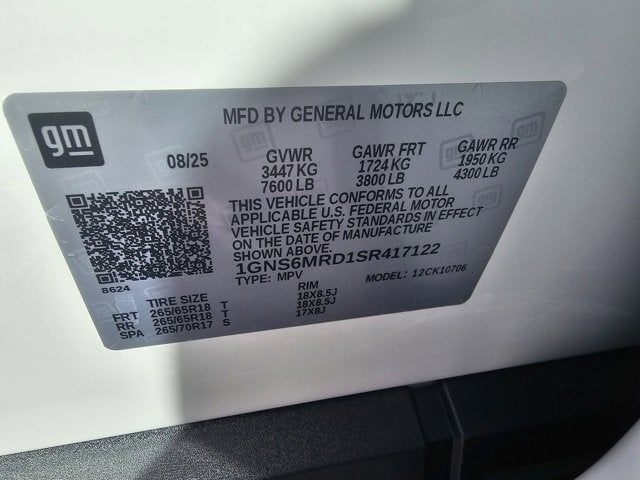 gm
MFD BY GENERAL MOTORS LLC
08/25 GVWR GAWR FRT GAWR RR
3447 KG 1724 KG 1950 KG
7600 LB 3800 LB 4300 LB
THIS VEHICLE CONFORMS TO ALL
APPLICABLE U.S. FEDERAL MOTOR
VEHICLE SAFETY STANDARDS IN EFFECT
ON THE DATE OF MANUFACTURE
SHOWN ABOVE.
1GNS6MRD1SR417122
TYPE: MPV MODEL: 12CK10706
8624
TIRE SIZE RIM
FRT 265/65R18 T 18X8.5J
RR 265/65R18 T 18X8.5J
SPA 265/70R17 S 17X8J